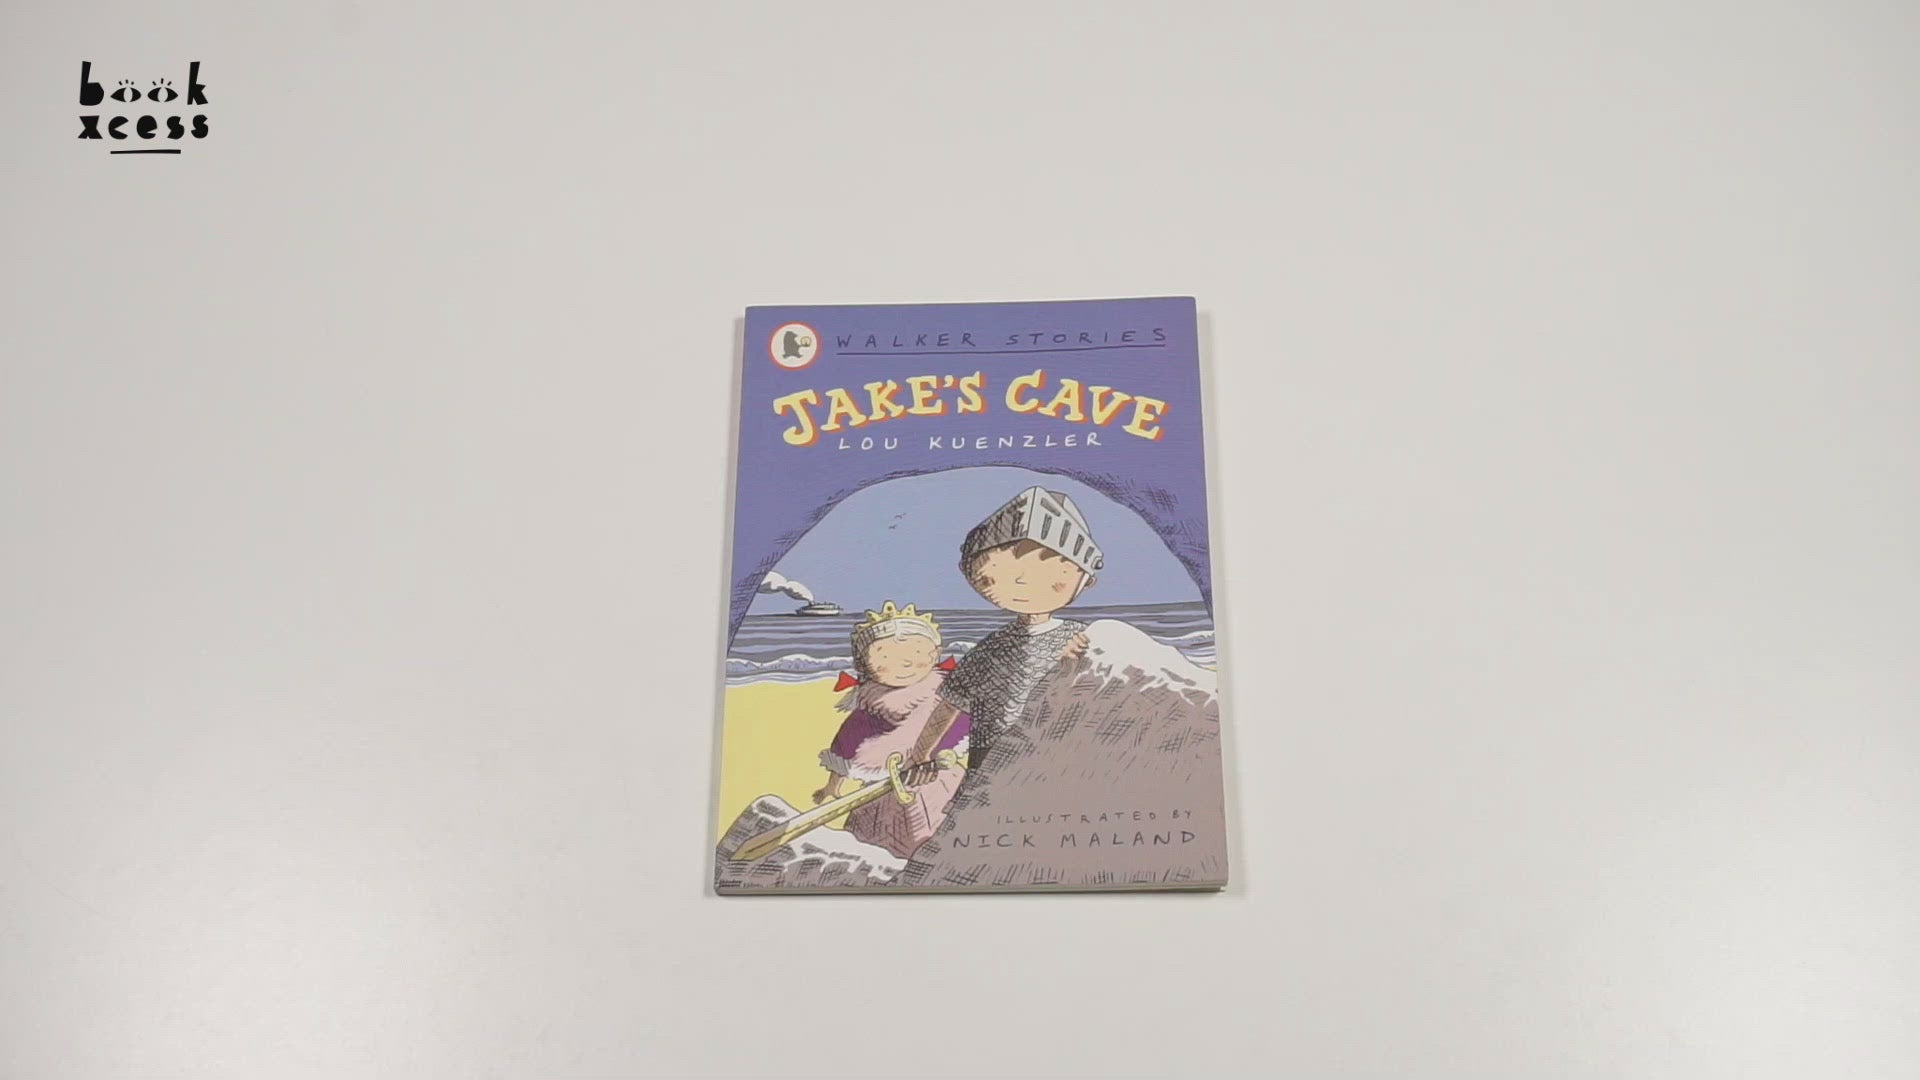 book
xcess
WALKER STORIES
JAKE'S CAVE
LOU KUENZLER
ILLUSTRATED BY
NICK MALAND